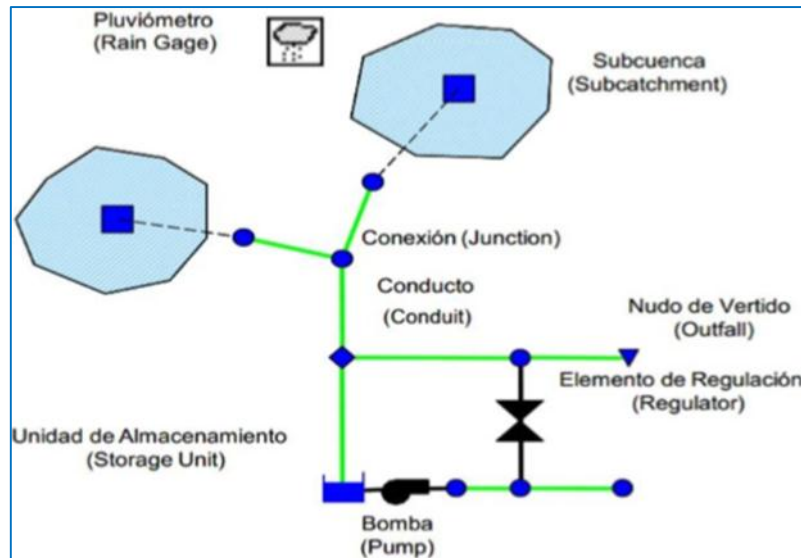 Pluviómetro
(Rain Gage)
Subcuenca
(Subcatchment)
Conexión (Junction)
Conducto
(Conduit)
Nudo de Vertido
(Outfall)
Elemento de Regulación
(Regulator)
Unidad de Almacenamiento
(Storage Unit)
Bomba
(Pump)